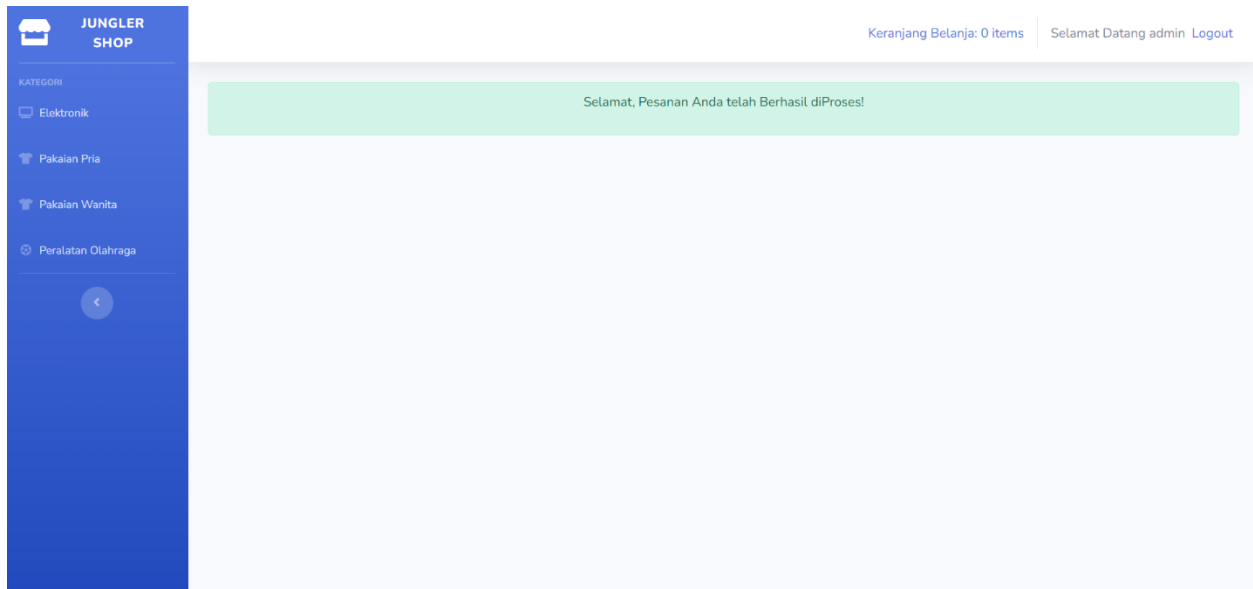 JUNGLER
SHOP
Keranjang Belanja: 0 items
Selamat Datang admin Logout
KATEGORI
Elektronik
Pakaian Pria
Pakaian Wanita
Peralatan Olahraga
Selamat, Pesanan Anda telah Berhasil diProses!